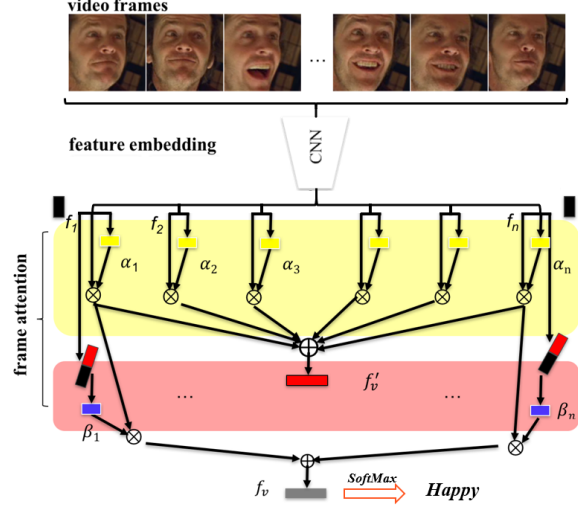 video frames
...
feature embedding
CNN
f1
f2
fn
α1
α2
α3
αn
frame attention
f′v
...
...
β1
βn
fv
SoftMax
Happy